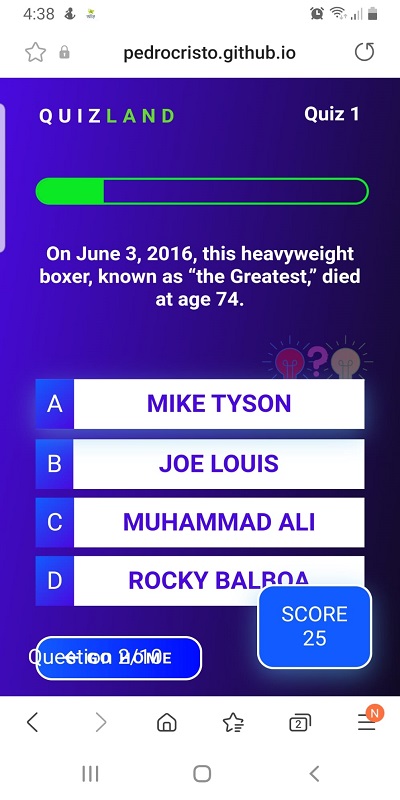 4:38
pedrocristo.github.io
QUIZLAND
Quiz 1
On June 3, 2016, this heavyweight
boxer, known as “the Greatest,” died
at age 74.
?
A MIKE TYSON
B JOE LOUIS
C MUHAMMAD ALI
D ROCKY BALBOA
SCORE
25
Question 2/10
GO HOME
2
N